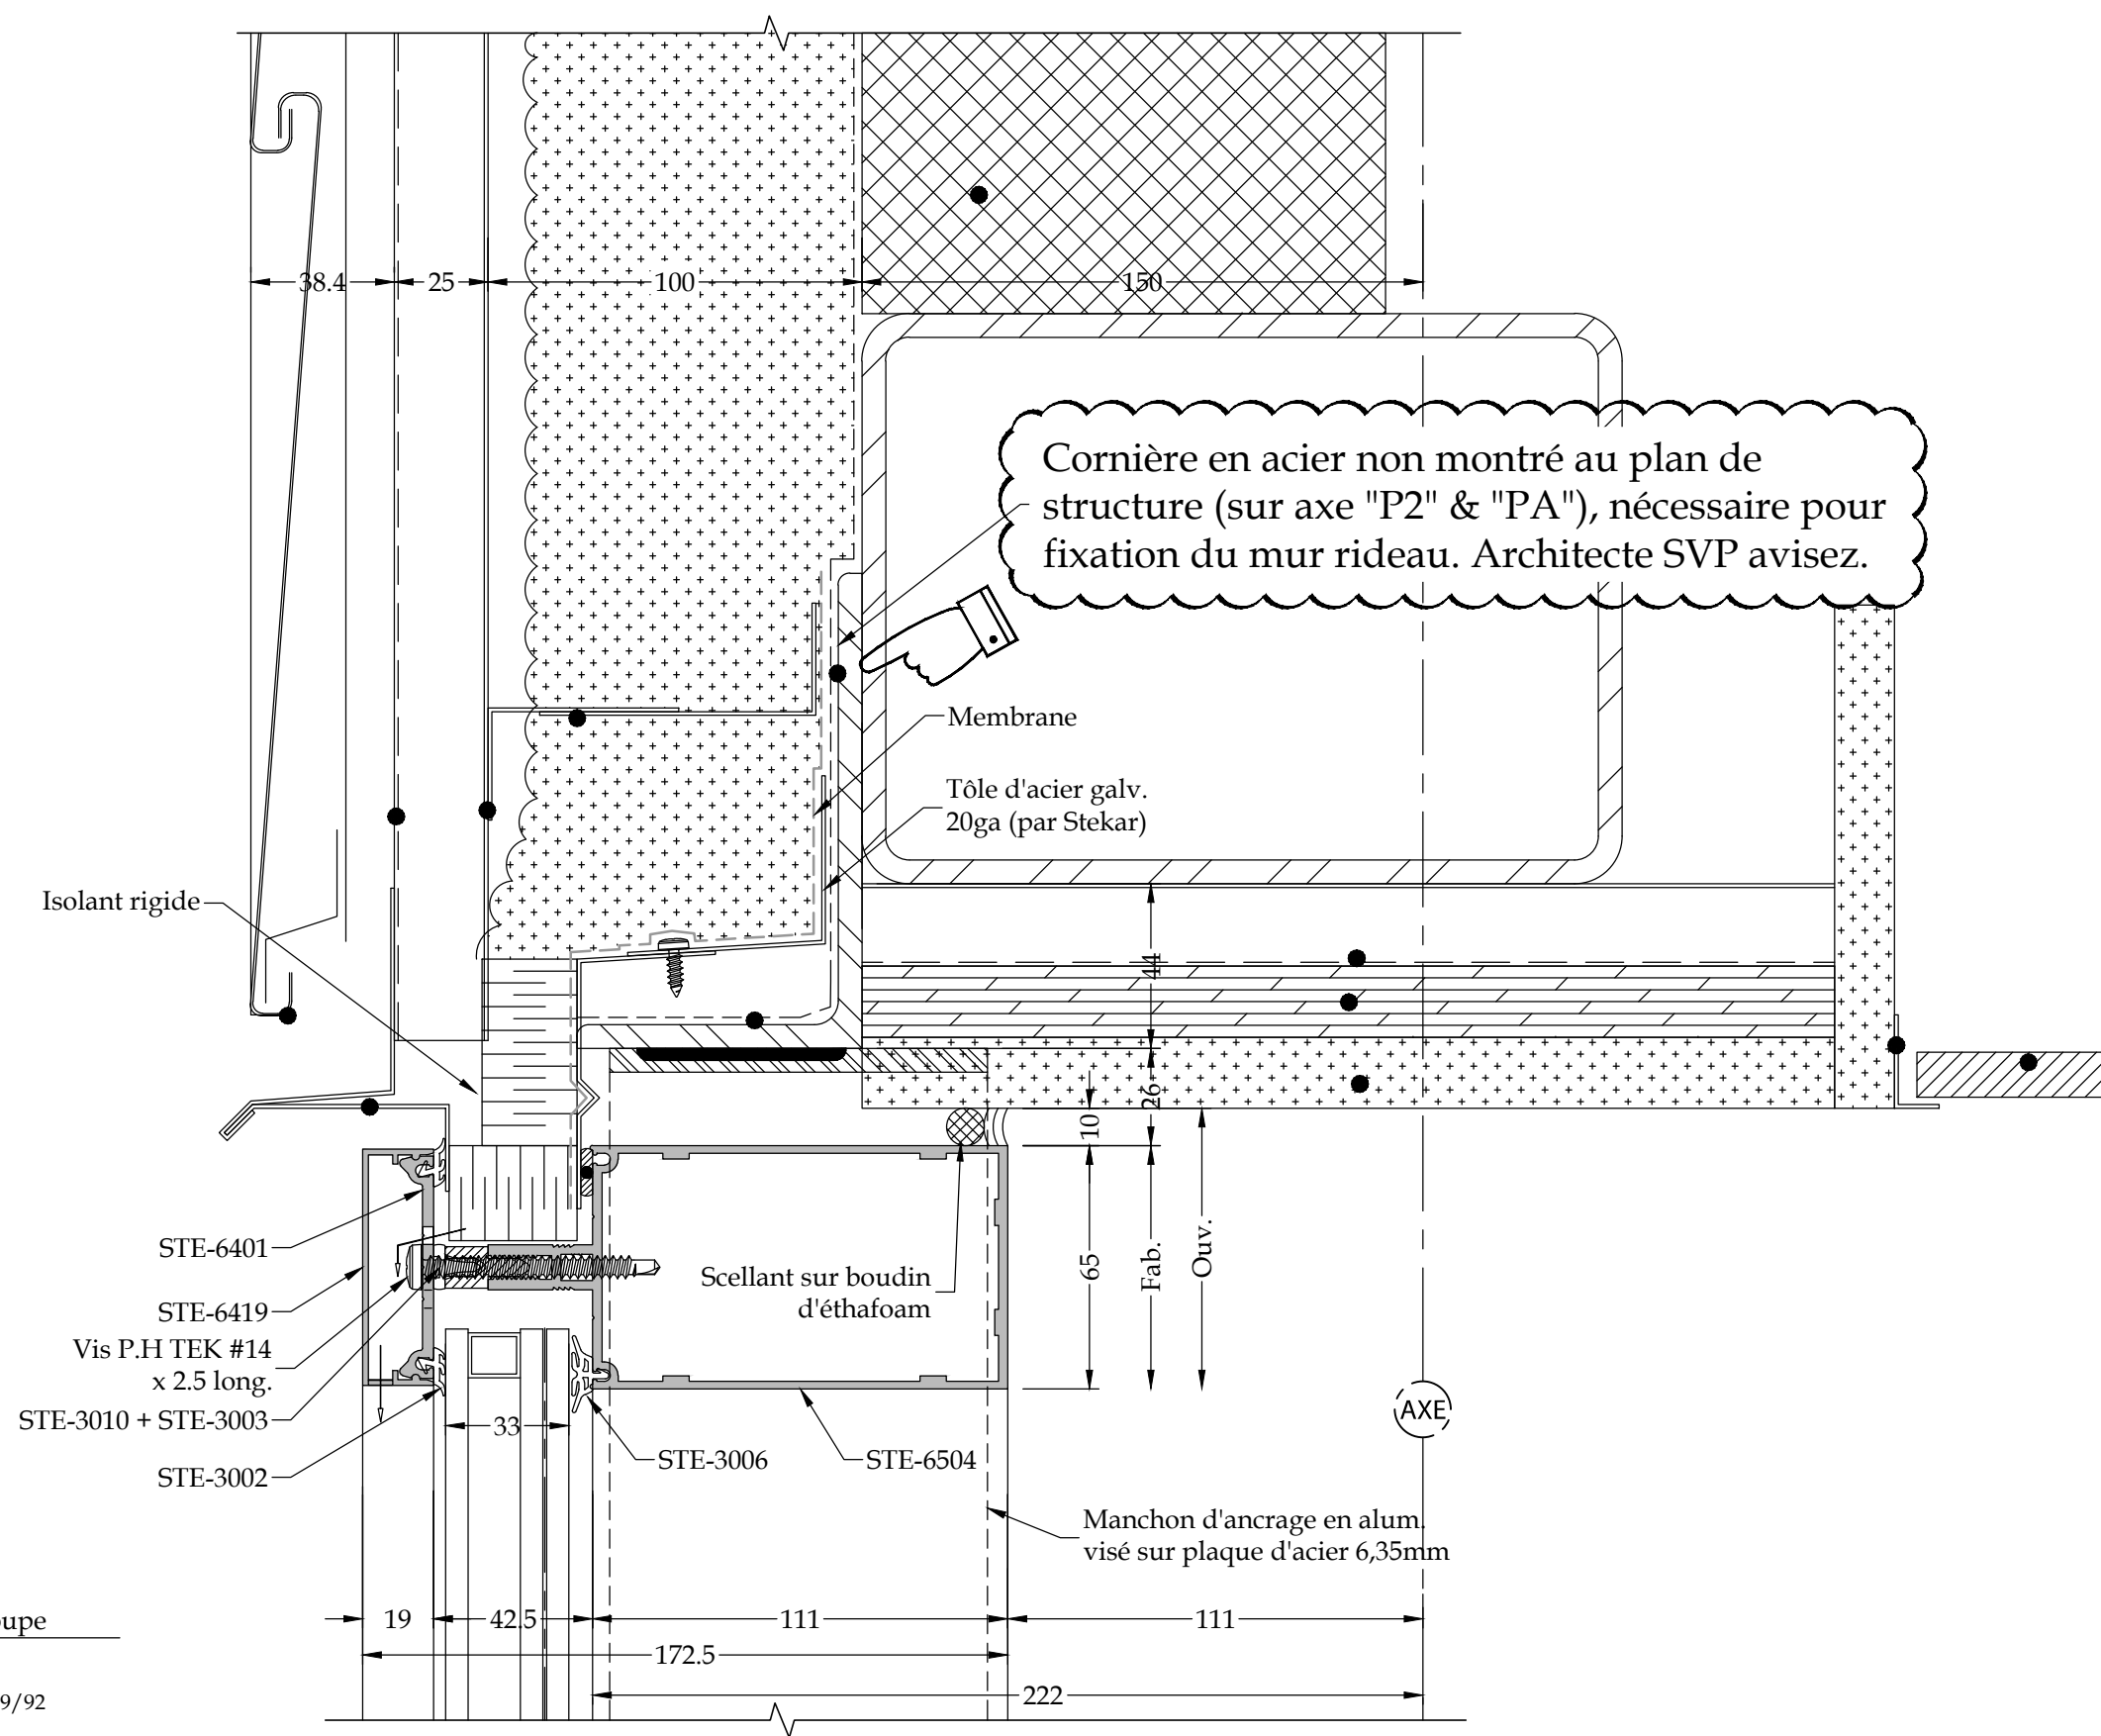 38.4
25
100
150
Cornière en acier non montré au plan de
structure (sur axe "P2" & "PA"), nécessaire pour
fixation du mur rideau. Architecte SVP avisez.
Membrane
Tôle d'acier galv.
20ga (par Stekar)
Isolant rigide
44
26
10
65
Fab.
Ouv.
STE-6401
STE-6419
Vis P.H TEK #14
x 2.5 long.
STE-3010 + STE-3003
STE-3002
Scellant sur boudin
d'éthafoam
33
STE-3006
STE-6504
AXE
Manchon d'ancrage en alum.
visé sur plaque d'acier 6,35mm
19
42.5
111
111
172.5
222
upe
9/92